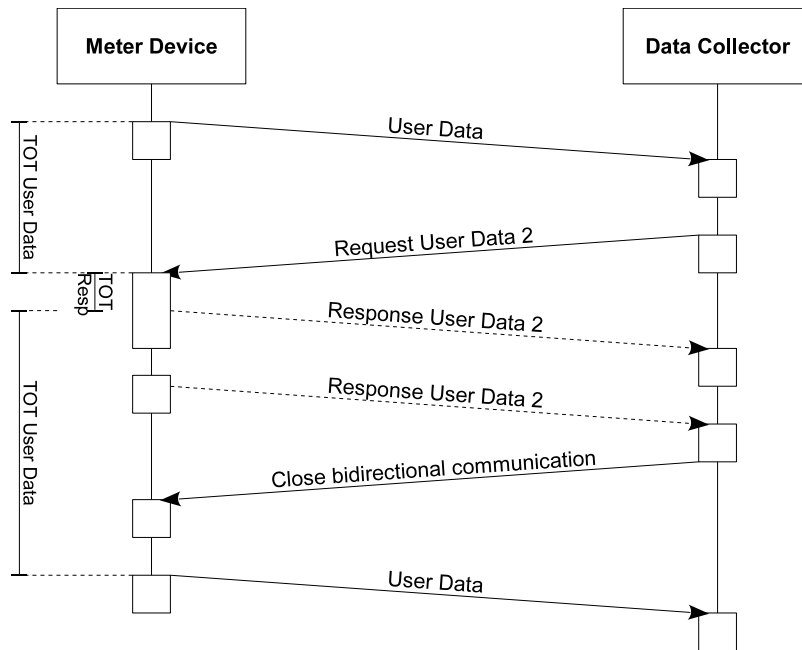 Meter Device
Data Collector
User Data
TOT User Data
Request User Data 2
TOT
Resp
Response User Data 2
TOT User Data
Response User Data 2
Close bidirectional communication
User Data